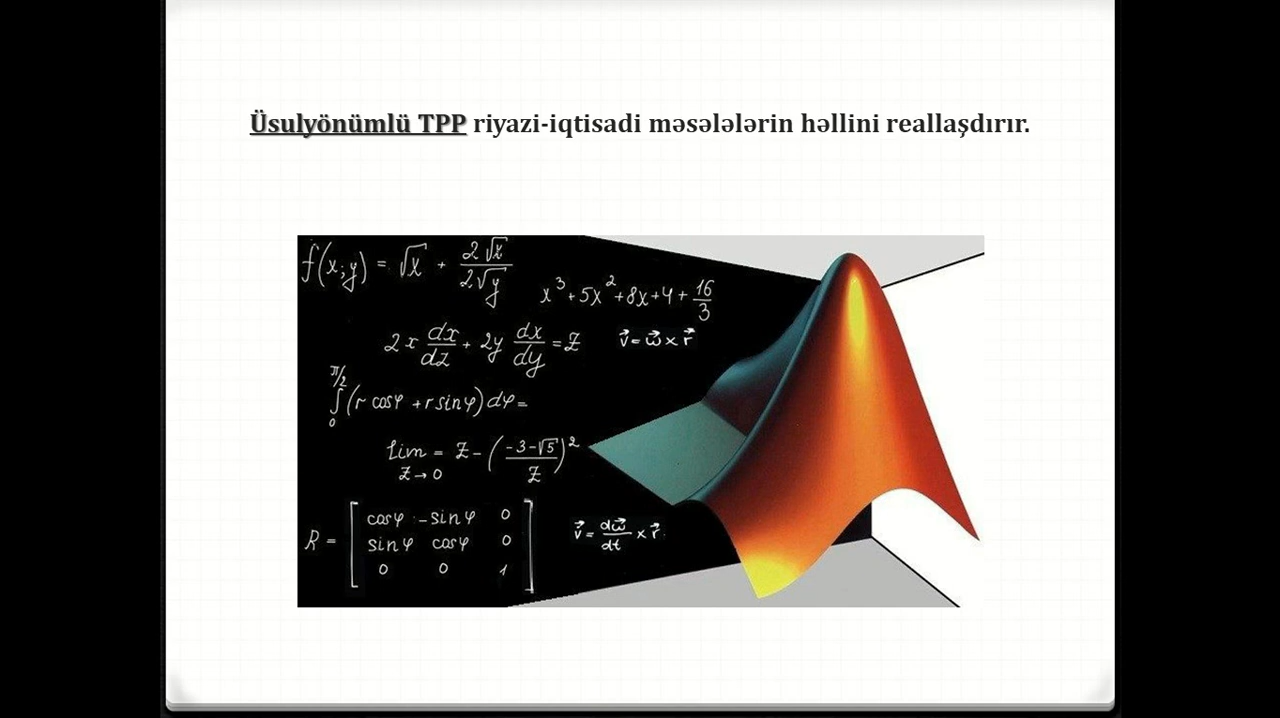 Üsulyönümlü TPP riyazi-iqtisadi məsələlərin həllini reallaşdırır.
f(x;y) = √x + 2√x / 2√y
x³+5x²+8x+4+ 16/3
2x dx/dz + 2y dx/dy = z
v⃗ = ω⃗ x r⃗
∫₀^π/2 (r cosφ + r sinφ) dφ =
lim z→0 = z - (-3-√5 / z)²
R = [ cosφ -sinφ 0
sinφ cosφ 0
0 0 1 ]
v⃗ = dω⃗/dt x r⃗